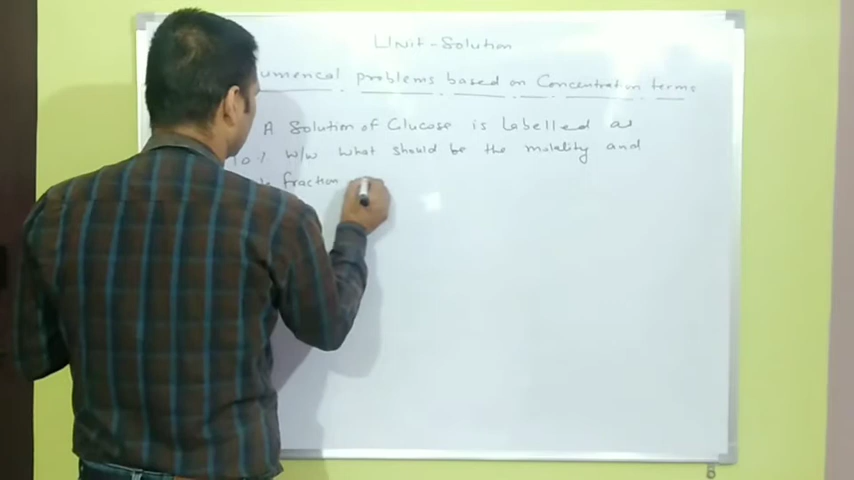 Unit-Solution
umerical problems based on Concentration terms
A Solution of Glucose is labelled as
10% w/w what should be the molality and
fraction